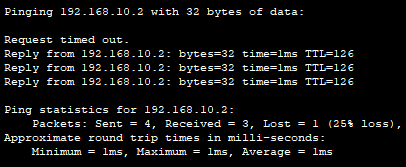 Pinging 192.168.10.2 with 32 bytes of data:
Request timed out.
Reply from 192.168.10.2: bytes=32 time=1ms TTL=126
Reply from 192.168.10.2: bytes=32 time=1ms TTL=126
Reply from 192.168.10.2: bytes=32 time=1ms TTL=126
Ping statistics for 192.168.10.2:
Packets: Sent = 4, Received = 3, Lost = 1 (25% loss),
Approximate round trip times in milli-seconds:
Minimum = 1ms, Maximum = 1ms, Average = 1ms